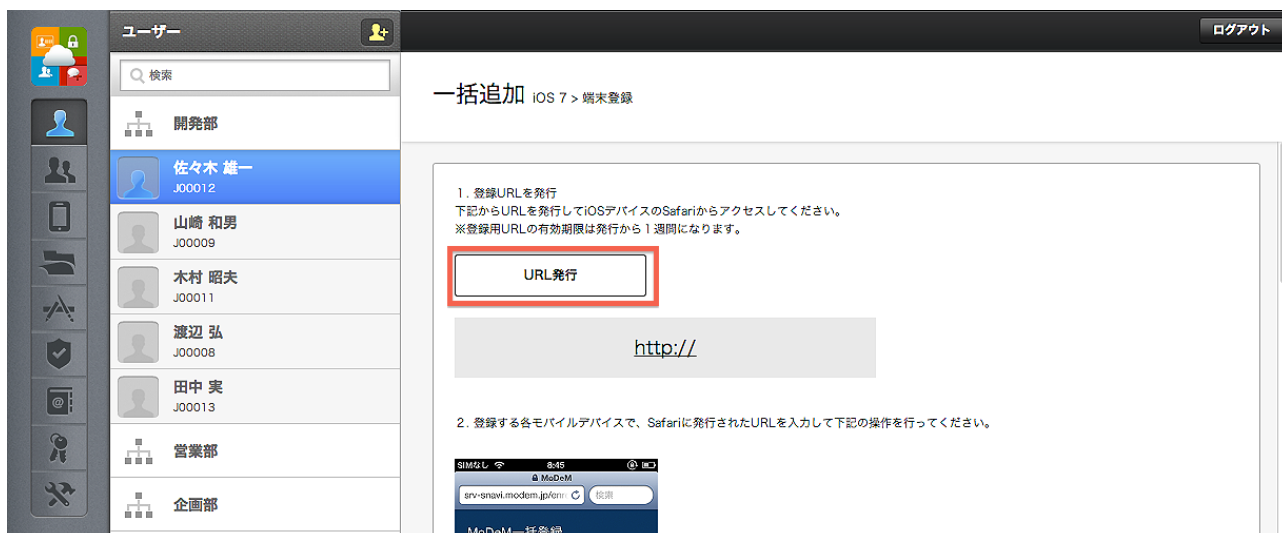 ユーザー
ログアウト
検索
一括追加 iOS 7 > 端末登録
開発部
佐々木 雄一
J00012
山崎 和男
J00009
木村 昭夫
J00011
渡辺 弘
J00008
田中 実
J00013
営業部
企画部
1. 登録URLを発行
下記からURLを発行してiOSデバイスのSafariからアクセスしてください。
※登録用URLの有効期限は発行から1週間になります。
URL発行
http://
2. 登録する各モバイルデバイスで、Safariに発行されたURLを入力して下記の操作を行ってください。
SIMなし 8:45
MoDeM
srv-snavi.modem.jp/enr 検索
MoDeM一括登録